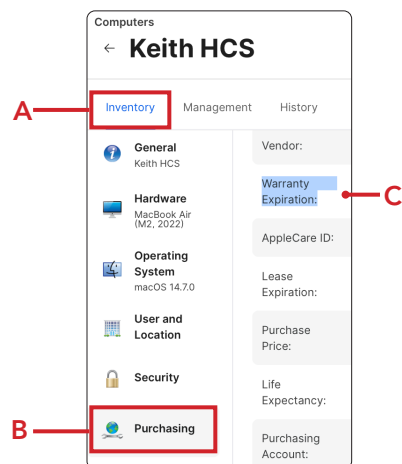 Computers
← Keith HCS
A
Inventory Management History
General
Keith HCS
Hardware
MacBook Air
(M2, 2022)
Operating
System
macOS 14.7.0
User and
Location
Security
B
Purchasing
Vendor:
Warranty
Expiration:
C
AppleCare ID:
Lease
Expiration:
Purchase
Price:
Life
Expectancy:
Purchasing
Account: